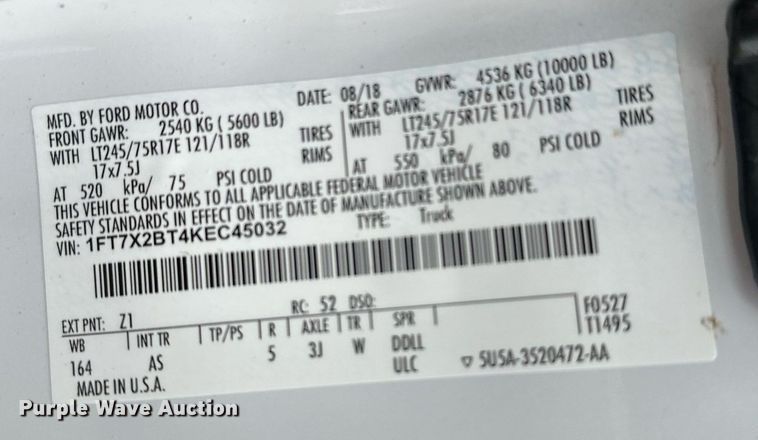 MFD. BY FORD MOTOR CO.
DATE: 08/18
GVWR: 4536 KG (10000 LB)
FRONT GAWR: 2540 KG ( 5600 LB)
REAR GAWR: 2876 KG ( 6340 LB)
WITH LT245/75R17E 121/118R TIRES
WITH LT245/75R17E 121/118R TIRES
17x7.5J RIMS
17x7.5J RIMS
AT 520 kPa/ 75 PSI COLD
AT 550 kPa/ 80 PSI COLD
THIS VEHICLE CONFORMS TO ALL APPLICABLE FEDERAL MOTOR VEHICLE
SAFETY STANDARDS IN EFFECT ON THE DATE OF MANUFACTURE SHOWN ABOVE.
VIN: 1FT7X2BT4KEC45032
TYPE: Truck
EXT PNT: Z1
RC: 52 DSO:
F0527
WB INT TR TP/PS R AXLE TR SPR
T1495
164 AS 5 3J W DDLL
MADE IN U.S.A.
ULC
5U5A-3520472-AA
Purple Wave Auction